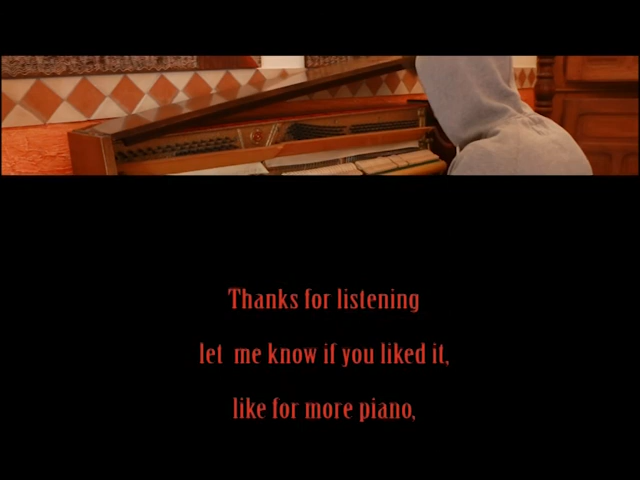 Thanks for listening
let me know if you liked it,
like for more piano,